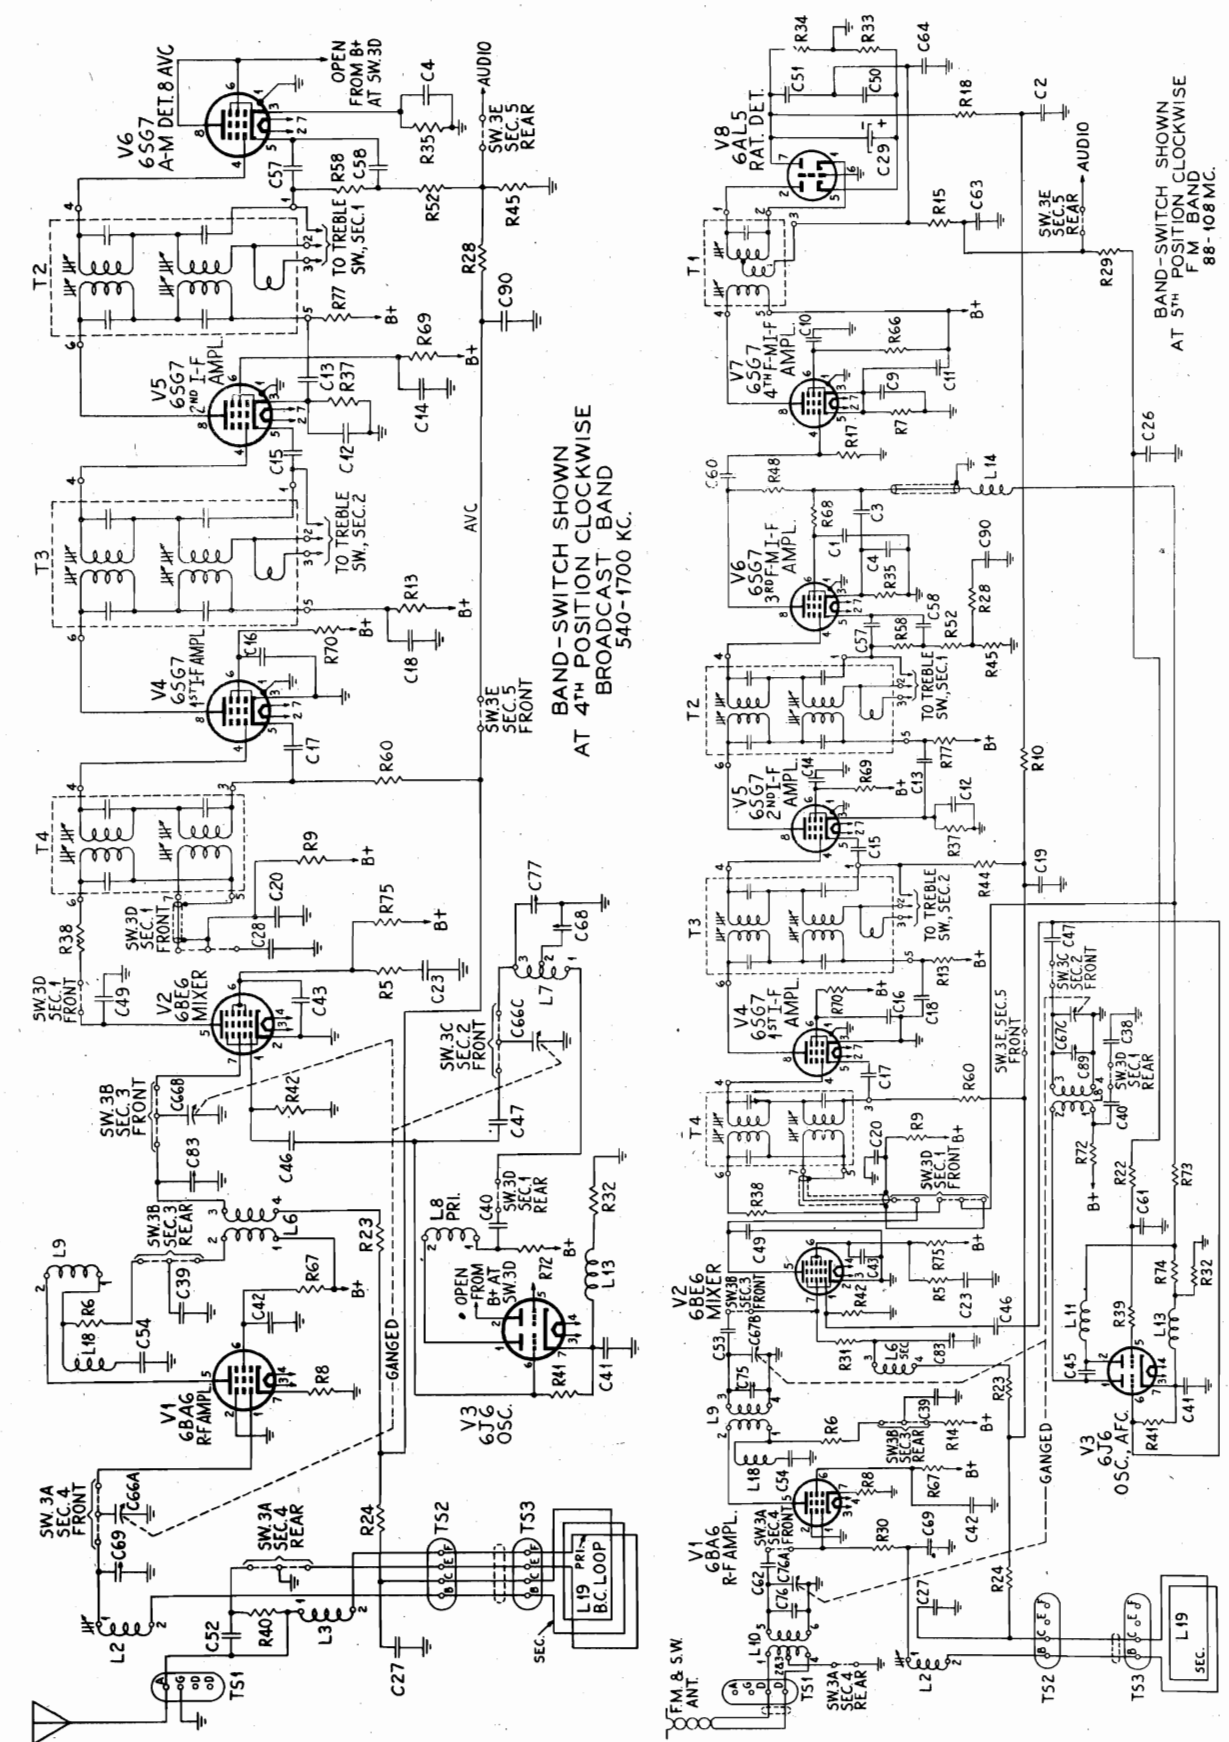 T4
T3
T2
R38
SW.3D
SEC.1
FRONT
C49
V2
6BE6
MIXER
SW.3D
SEC.1
FRONT
C28
C20
R9
B+
R75
B+
R5
C23
C43
V4
6SG7
1ST I-F AMPL.
C16
R70
B+
C17
R60
C18
R13
B+
TO TREBLE
SW., SEC.2
V5
6SG7
2ND I-F
AMPL.
C15
C13
R37
C12
C14
R69
B+
R77
B+
TO TREBLE
SW., SEC.1
V6
6SG7
A-M DET. 8 AVC
OPEN
FROM B+
AT SW.3D
C57
R58
C58
R35
C4
R52
R45
R28
C90
AVC
AUDIO
SW.3E
SEC.5
REAR
SW.3E
SEC.5
FRONT
BAND-SWITCH SHOWN
AT 4TH POSITION CLOCKWISE
BROADCAST BAND
540-1700 KC.
SW.3A
SEC.4
FRONT
C66A
C69
L2
V1
6BA6
R-F AMPL.
L9
R6
L18
C54
C39
SW.3B
SEC.3
REAR
L6
C42
R67
B+
R8
C83
SW.3B
SEC.3
FRONT
C66B
R42
C46
R23
GANGED
R24
TS1
C52
R40
L3
SW.3A
SEC.4
REAR
C27
TS2
TS3
B C E F
B C E F
PRI.
L19
B.C. LOOP
SEC.
V3
6J6
OSC.
OPEN
FROM
B+ AT
SW.3D
L8
PRI.
C40
SW.3D
SEC.1
REAR
R72
B+
R41
C41
L13
R32
C47
SW.3C
SEC.2
FRONT
C66C
L7
C77
C68
F.M. & S.W.
ANT.
TS1
L10
C76
C76A
C62
SW.3A
SEC.4
FRONT
SW.3A
SEC.4
REAR
V1
6BA6
R-F AMPL.
R30
C69
C27
L2
R24
TS2
TS3
B C E F
B C E F
L19
SEC.
L9
L18
C54
R8
R67
B+
C42
R6
SW.3B
SEC.3
REAR
C39
R14
B+
C75
C67B
C53
SW.3B
SEC.3
FRONT
V2
6BE6
MIXER
R31
L6
SEC
C83
R42
C43
R23
R5
R75
B+
C23
C46
GANGED
C49
R38
T4
SW.3D
SEC.1
FRONT
C20
R9
B+
C17
R60
V4
6SG7
1ST I-F
AMPL.
R70
B+
C16
C18
R13
B+
SW.3E, SEC.5
FRONT
T3
TO TREBLE
SW., SEC.2
V5
6SG7
2ND I-F
AMPL.
C14
R69
B+
C15
R37
C12
C13
R77
B+
R44
C19
R10
T2
TO TREBLE
SW., SEC.1
V6
6SG7
3RD F-M I-F
AMPL.
R68
C1
C3
C4
R35
C57
R58
C58
R52
R45
R28
C90
C60
R48
L14
V7
6SG7
4TH F-M I-F
AMPL.
R17
R7
C9
C10
R66
C11
B+
T1
V8
6AL5
RAT. DET.
C51
C50
C29
R34
R33
C64
R18
C2
R15
C63
SW.3E
SEC.5
REAR
AUDIO
R29
C26
V3
6J6
OSC., AFC.
C45
L11
R39
L13
R74
R32
R41
C41
R22
C61
R73
R72
B+
C40
SW.3D
SEC.1
REAR
C38
L8
C89
C67C
SW.3C
SEC.2
FRONT
C47
BAND-SWITCH SHOWN
AT 5TH POSITION CLOCKWISE
F M BAND
88-108 MC.